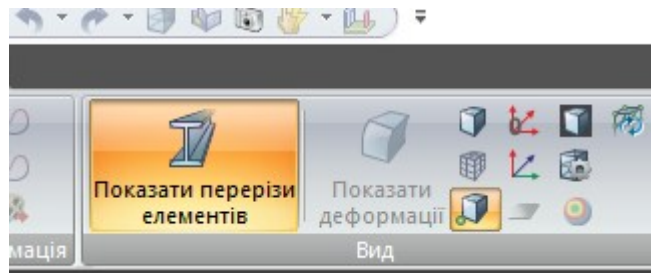 Показати перерізи
елементів
Показати
деформації
мація
Вид